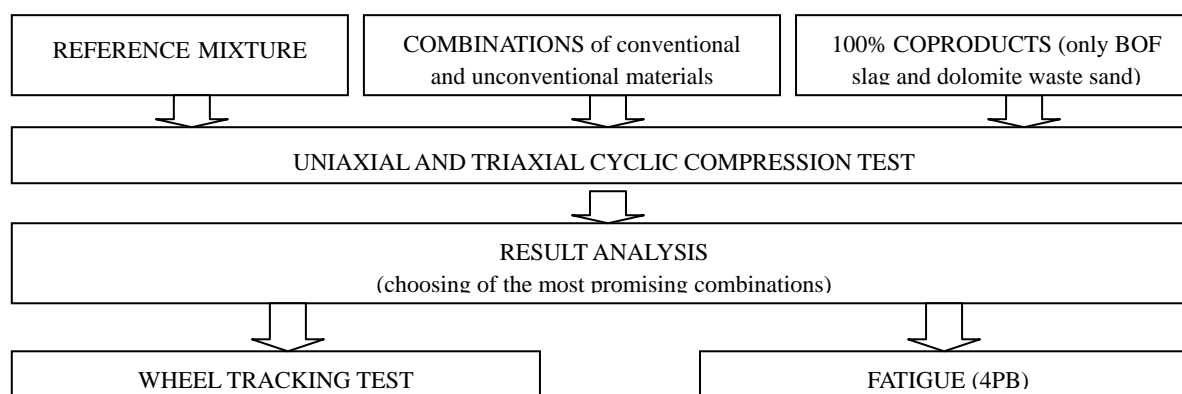 REFERENCE MIXTURE
COMBINATIONS of conventional
and unconventional materials
100% COPRODUCTS (only BOF
slag and dolomite waste sand)
UNIAXIAL AND TRIAXIAL CYCLIC COMPRESSION TEST
RESULT ANALYSIS
(choosing of the most promising combinations)
WHEEL TRACKING TEST
FATIGUE (4PB)